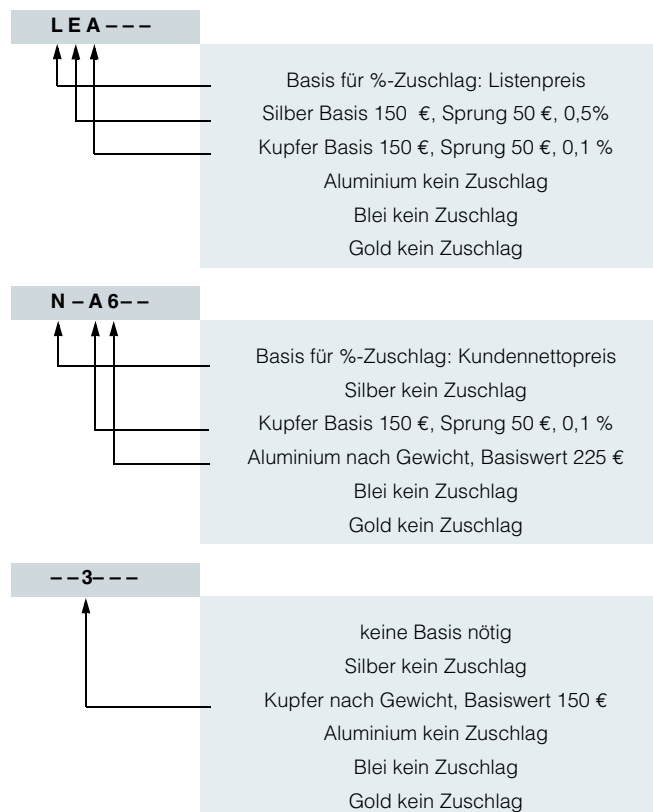 L E A – – –
Basis für %-Zuschlag: Listenpreis
Silber Basis 150 €, Sprung 50 €, 0,5%
Kupfer Basis 150 €, Sprung 50 €, 0,1 %
Aluminium kein Zuschlag
Blei kein Zuschlag
Gold kein Zuschlag
N – A 6 – –
Basis für %-Zuschlag: Kundennettopreis
Silber kein Zuschlag
Kupfer Basis 150 €, Sprung 50 €, 0,1 %
Aluminium nach Gewicht, Basiswert 225 €
Blei kein Zuschlag
Gold kein Zuschlag
– – 3 – – –
keine Basis nötig
Silber kein Zuschlag
Kupfer nach Gewicht, Basiswert 150 €
Aluminium kein Zuschlag
Blei kein Zuschlag
Gold kein Zuschlag